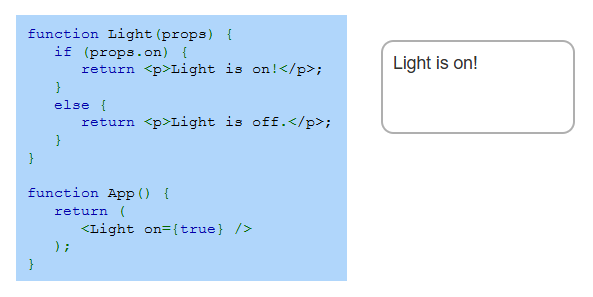 function Light(props) {
   if (props.on) {
      return <p>Light is on!</p>;
   }
   else {
      return <p>Light is off.</p>;
   }
}

function App() {
   return (
      <Light on={true} />
   );
}
Light is on!